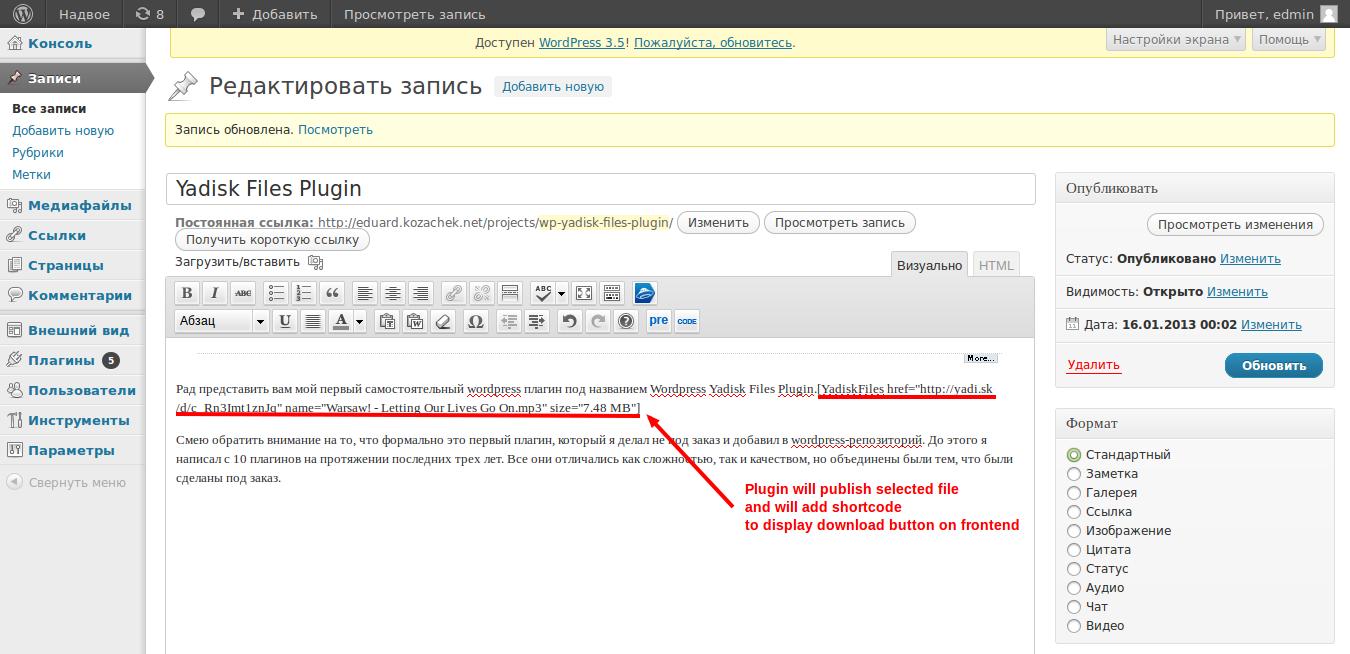 Надвое 8 Добавить Просмотреть запись Привет, edmin
Доступен WordPress 3.5! Пожалуйста, обновитесь.
Настройки экрана Помощь
Консоль
Записи
Все записи
Добавить новую
Рубрики
Метки
Медиафайлы
Ссылки
Страницы
Комментарии
Внешний вид
Плагины 5
Пользователи
Инструменты
Параметры
Свернуть меню
Редактировать запись Добавить новую
Запись обновлена. Посмотреть
Yadisk Files Plugin
Постоянная ссылка: http://eduard.kozachek.net/projects/wp-yadisk-files-plugin/ Изменить Просмотреть запись
Получить короткую ссылку
Загрузить/вставить
Визуально HTML
B I ABC ABC
Абзац U A Ω pre CODE
More...
Рад представить вам мой первый самостоятельный wordpress плагин под названием Wordpress Yadisk Files Plugin.[YadiskFiles href="http://yadi.sk
/d/c_Rn3Jmt1znJq" name="Warsaw! - Letting Our Lives Go On.mp3" size="7.48 MB"]
Смею обратить внимание на то, что формально это первый плагин, который я делал не под заказ и добавил в wordpress-репозиторий. До этого я
написал с 10 плагинов на протяжении последних трех лет. Все они отличались как сложностью, так и качеством, но объединены были тем, что были
сделаны под заказ.
Plugin will publish selected file
and will add shortcode
to display download button on frontend
Опубликовать
Просмотреть изменения
Статус: Опубликовано Изменить
Видимость: Открыто Изменить
Дата: 16.01.2013 00:02 Изменить
Удалить Обновить
Формат
Стандартный
Заметка
Галерея
Ссылка
Изображение
Цитата
Статус
Аудио
Чат
Видео